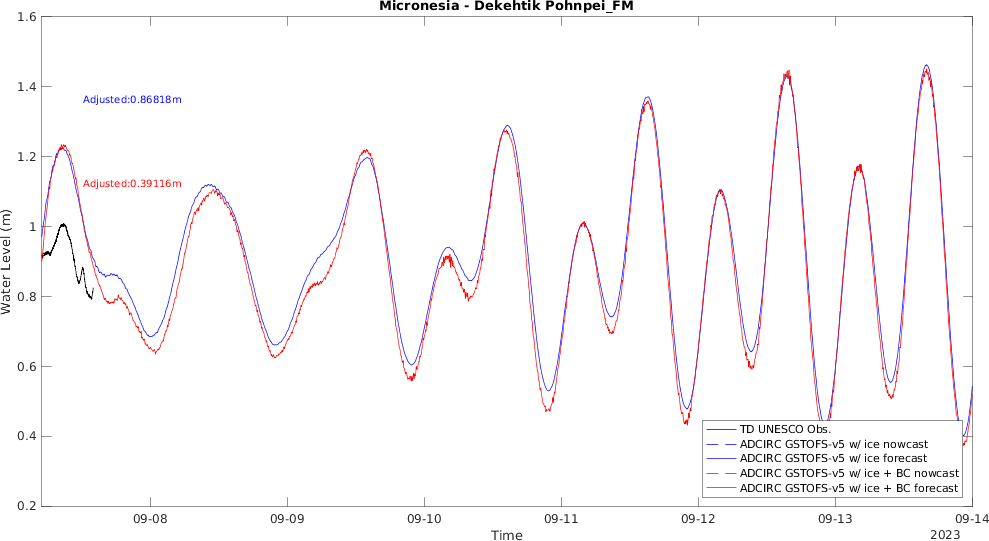 Micronesia - Dekehtik Pohnpei_FM
1.6
1.4
1.2
1
0.8
0.6
0.4
0.2
Water Level (m)
Adjusted:0.86818m
Adjusted:0.39116m
TD UNESCO Obs.
ADCIRC GSTOFS-v5 w/ ice nowcast
ADCIRC GSTOFS-v5 w/ ice forecast
ADCIRC GSTOFS-v5 w/ ice + BC nowcast
ADCIRC GSTOFS-v5 w/ ice + BC forecast
09-08 09-09 09-10 09-11 09-12 09-13 09-14
Time
2023